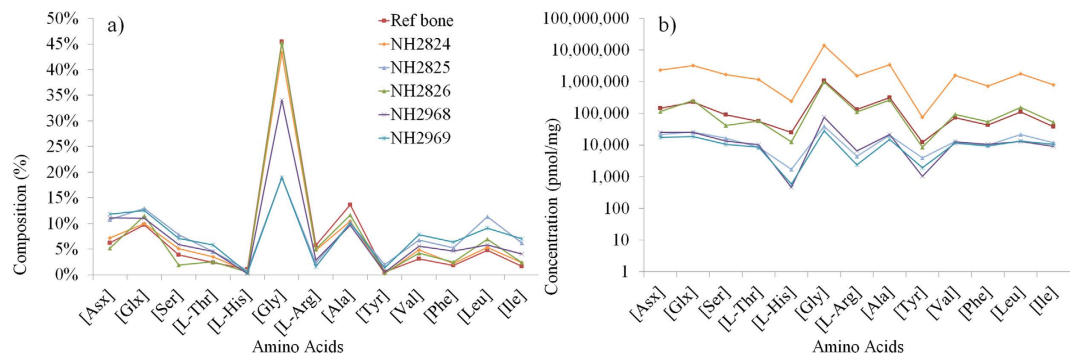 a)
Composition (%)
50%
45%
40%
35%
30%
25%
20%
15%
10%
5%
0%
Ref bone
NH2824
NH2825
NH2826
NH2968
NH2969
[Asx]
[Glx]
[Ser]
[L-Thr]
[L-His]
[Gly]
[L-Arg]
[Ala]
[Tyr]
[Val]
[Phe]
[Leu]
[Ile]
Amino Acids
b)
Concentration (pmol/mg)
100,000,000
10,000,000
1,000,000
100,000
10,000
1,000
100
10
1
[Asx]
[Glx]
[Ser]
[L-Thr]
[L-His]
[Gly]
[L-Arg]
[Ala]
[Tyr]
[Val]
[Phe]
[Leu]
[Ile]
Amino Acids